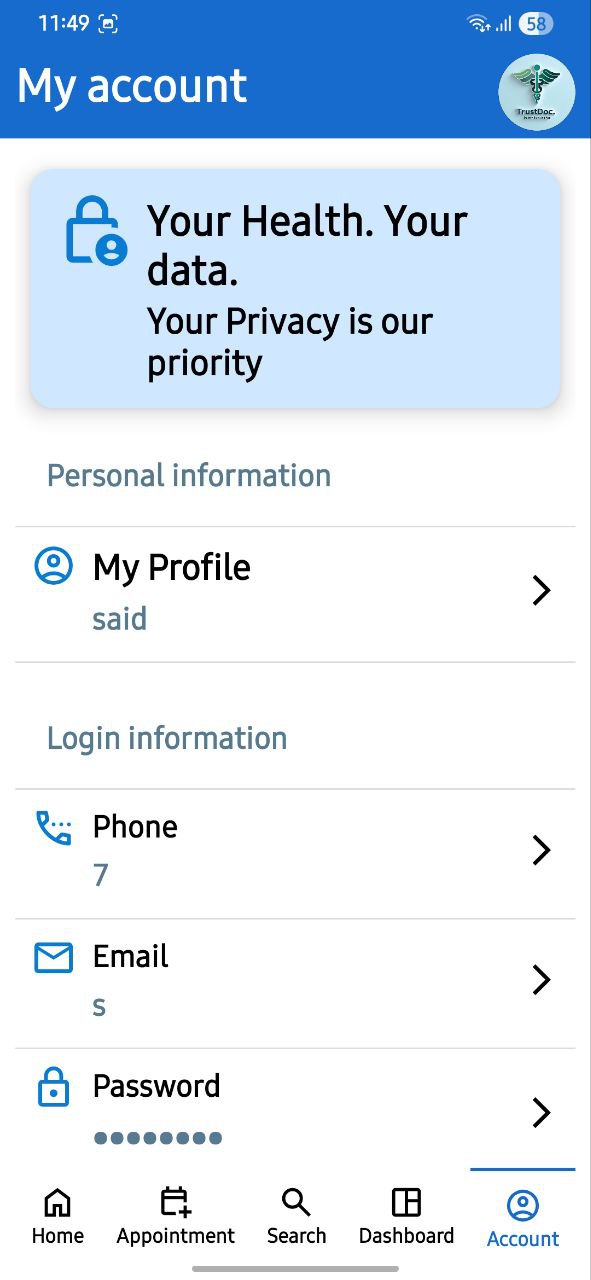 11:49
58
My account
TrustDoc.
Your Health. Your
data.
Your Privacy is our
priority
Personal information
My Profile
said
Login information
Phone
7
Email
s
Password
Home
Appointment
Search
Dashboard
Account